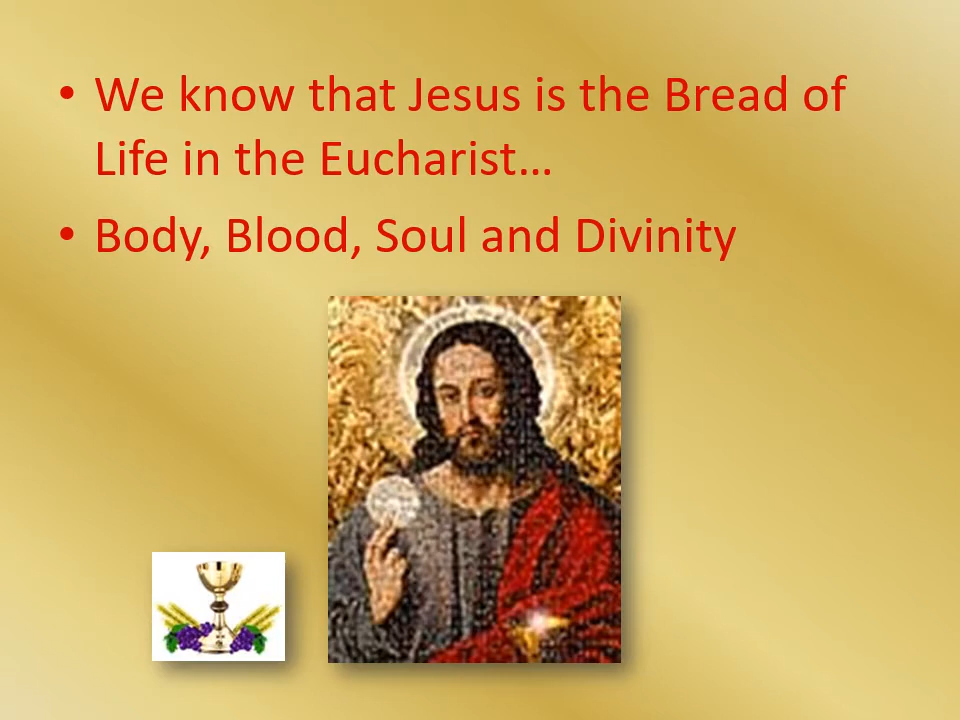 • We know that Jesus is the Bread of
Life in the Eucharist…
• Body, Blood, Soul and Divinity